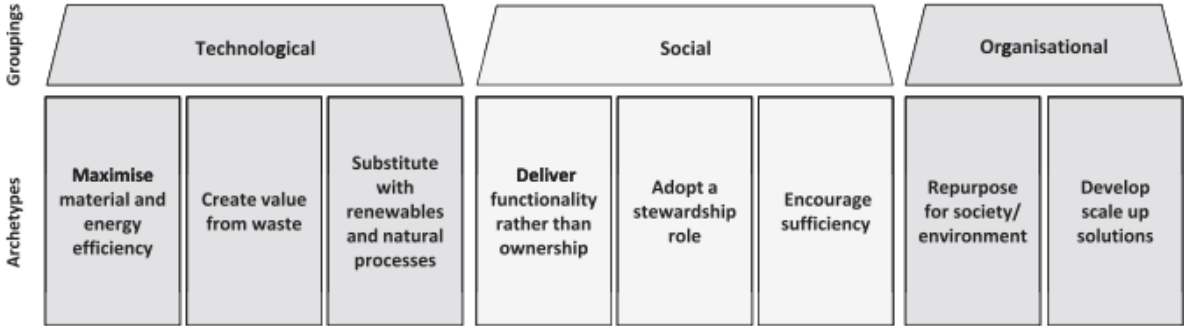 Groupings
Technological
Social
Organisational
Archetypes
Maximise
material and
energy
efficiency
Create value
from waste
Substitute
with
renewables
and natural
processes
Deliver
functionality
rather than
ownership
Adopt a
stewardship
role
Encourage
sufficiency
Repurpose
for society/
environment
Develop
scale up
solutions